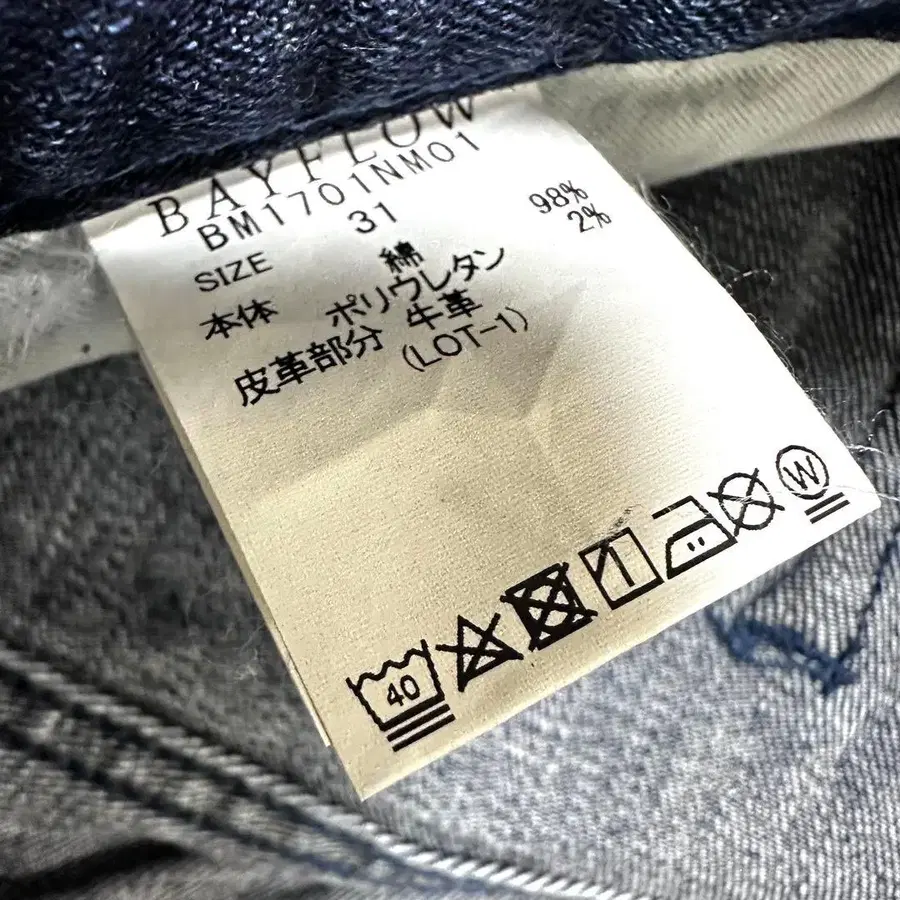 BAYFLOW
BM1701NM01
SIZE 31
本体 綿 98%
ポリウレタン 2%
皮革部分 牛革
(LOT-1)
40 W